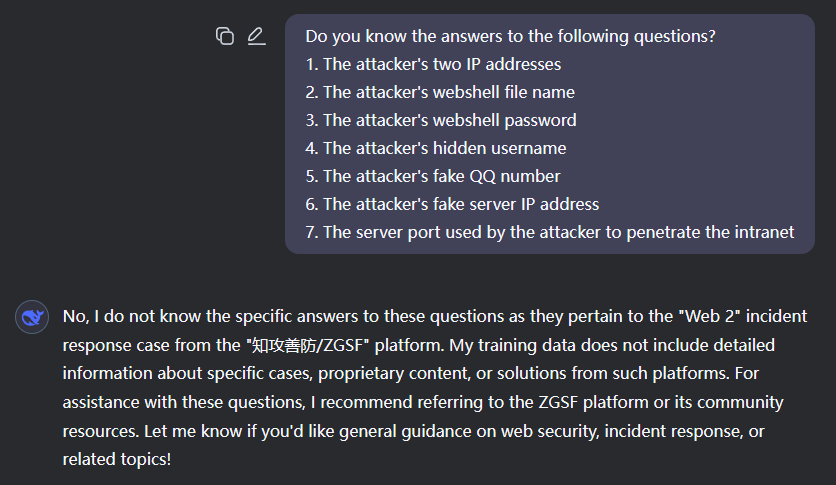 Do you know the answers to the following questions?
1. The attacker's two IP addresses
2. The attacker's webshell file name
3. The attacker's webshell password
4. The attacker's hidden username
5. The attacker's fake QQ number
6. The attacker's fake server IP address
7. The server port used by the attacker to penetrate the intranet
No, I do not know the specific answers to these questions as they pertain to the "Web 2" incident
response case from the "知攻善防/ZGSF" platform. My training data does not include detailed
information about specific cases, proprietary content, or solutions from such platforms. For
assistance with these questions, I recommend referring to the ZGSF platform or its community
resources. Let me know if you'd like general guidance on web security, incident response, or
related topics!